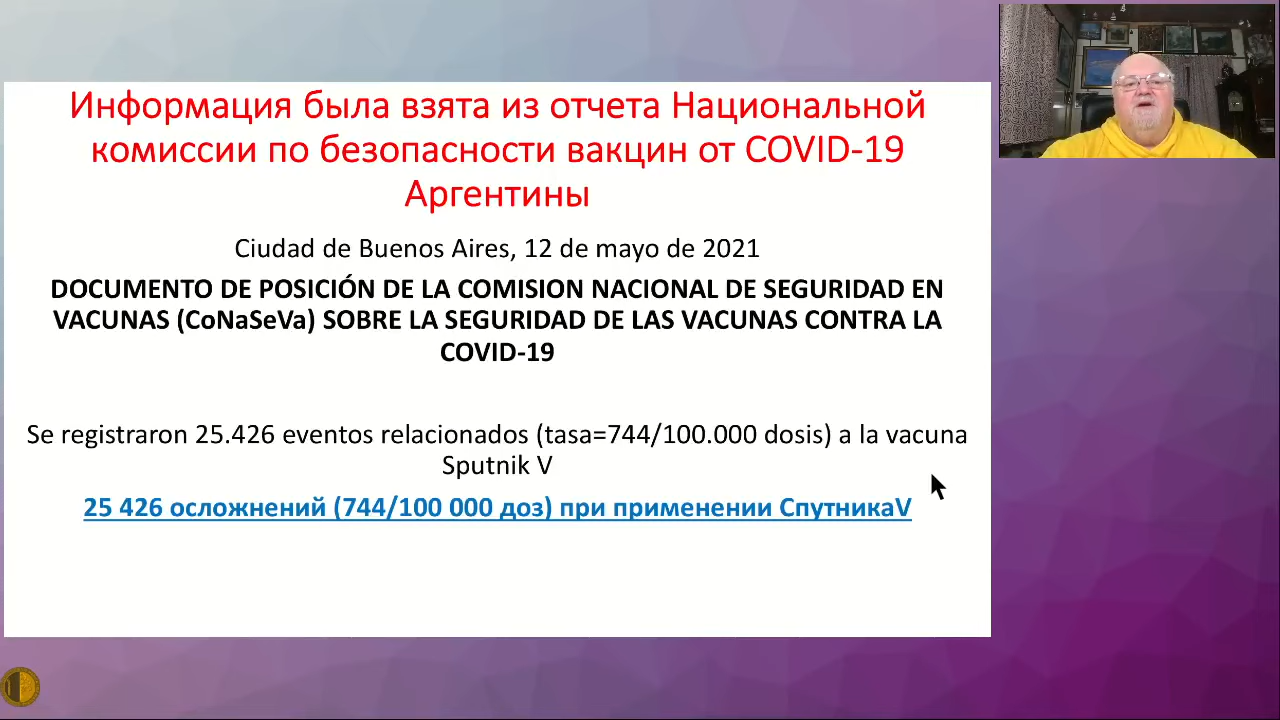 Информация была взята из отчета Национальной
комиссии по безопасности вакцин от COVID-19
Аргентины
Ciudad de Buenos Aires, 12 de mayo de 2021
DOCUMENTO DE POSICIÓN DE LA COMISION NACIONAL DE SEGURIDAD EN
VACUNAS (CoNaSeVa) SOBRE LA SEGURIDAD DE LAS VACUNAS CONTRA LA
COVID-19
Se registraron 25.426 eventos relacionados (tasa=744/100.000 dosis) a la vacuna
Sputnik V
25 426 осложнений (744/100 000 доз) при применении СпутникаV